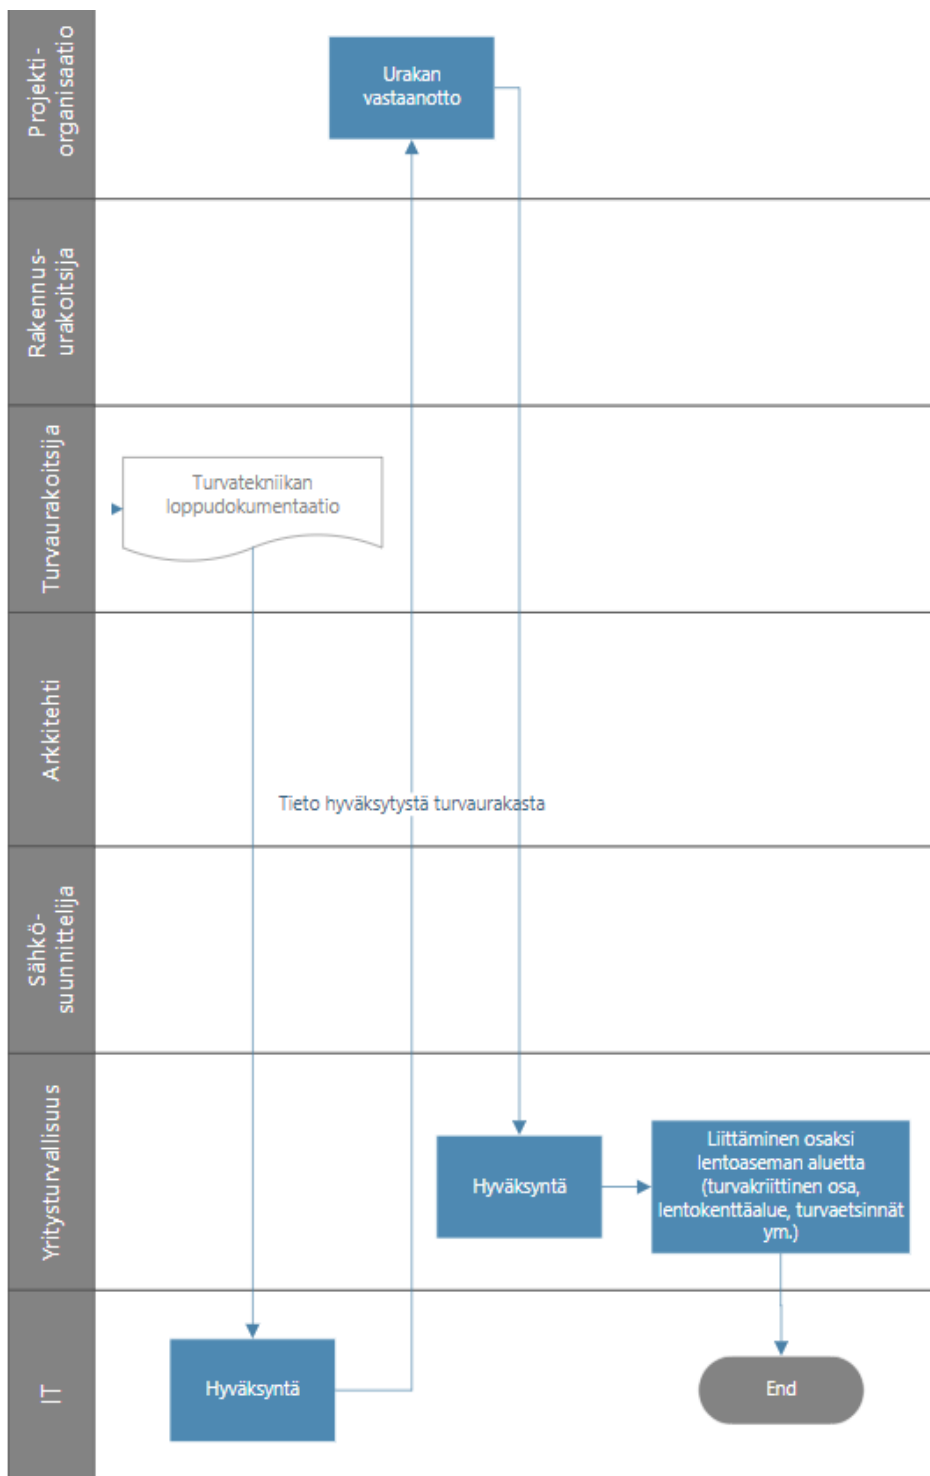 Projekti-
organisaatio
Urakan
vastaanotto
Rakennus-
urakoitsija
Turvaurakoitsija
Turvatekniikan
loppudokumentaatio
Arkkitehti
Tieto hyväksytystä turvaurakasta
Sähkö-
suunnittelija
Yritysturvallisuus
Hyväksyntä
Liittäminen osaksi
lentoaseman aluetta
(turvakriittinen osa,
lentokenttäalue, turvaetsinnät
ym.)
IT
Hyväksyntä
End